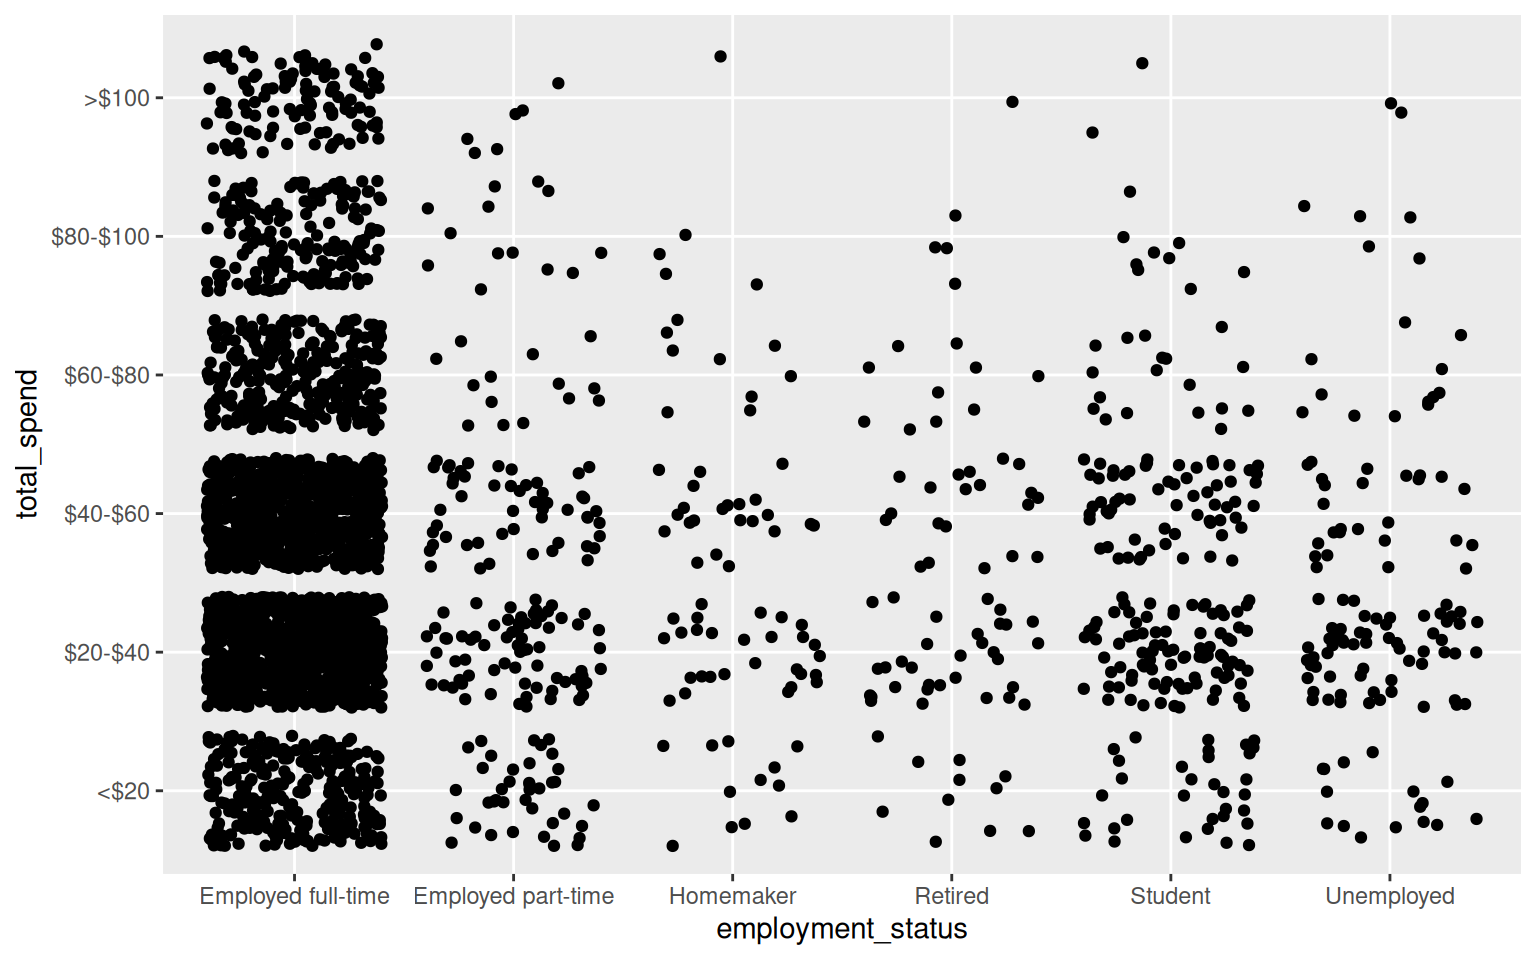 total_spend
>$100
$80-$100
$60-$80
$40-$60
$20-$40
<$20
Employed full-time
Employed part-time
Homemaker
Retired
Student
Unemployed
employment_status